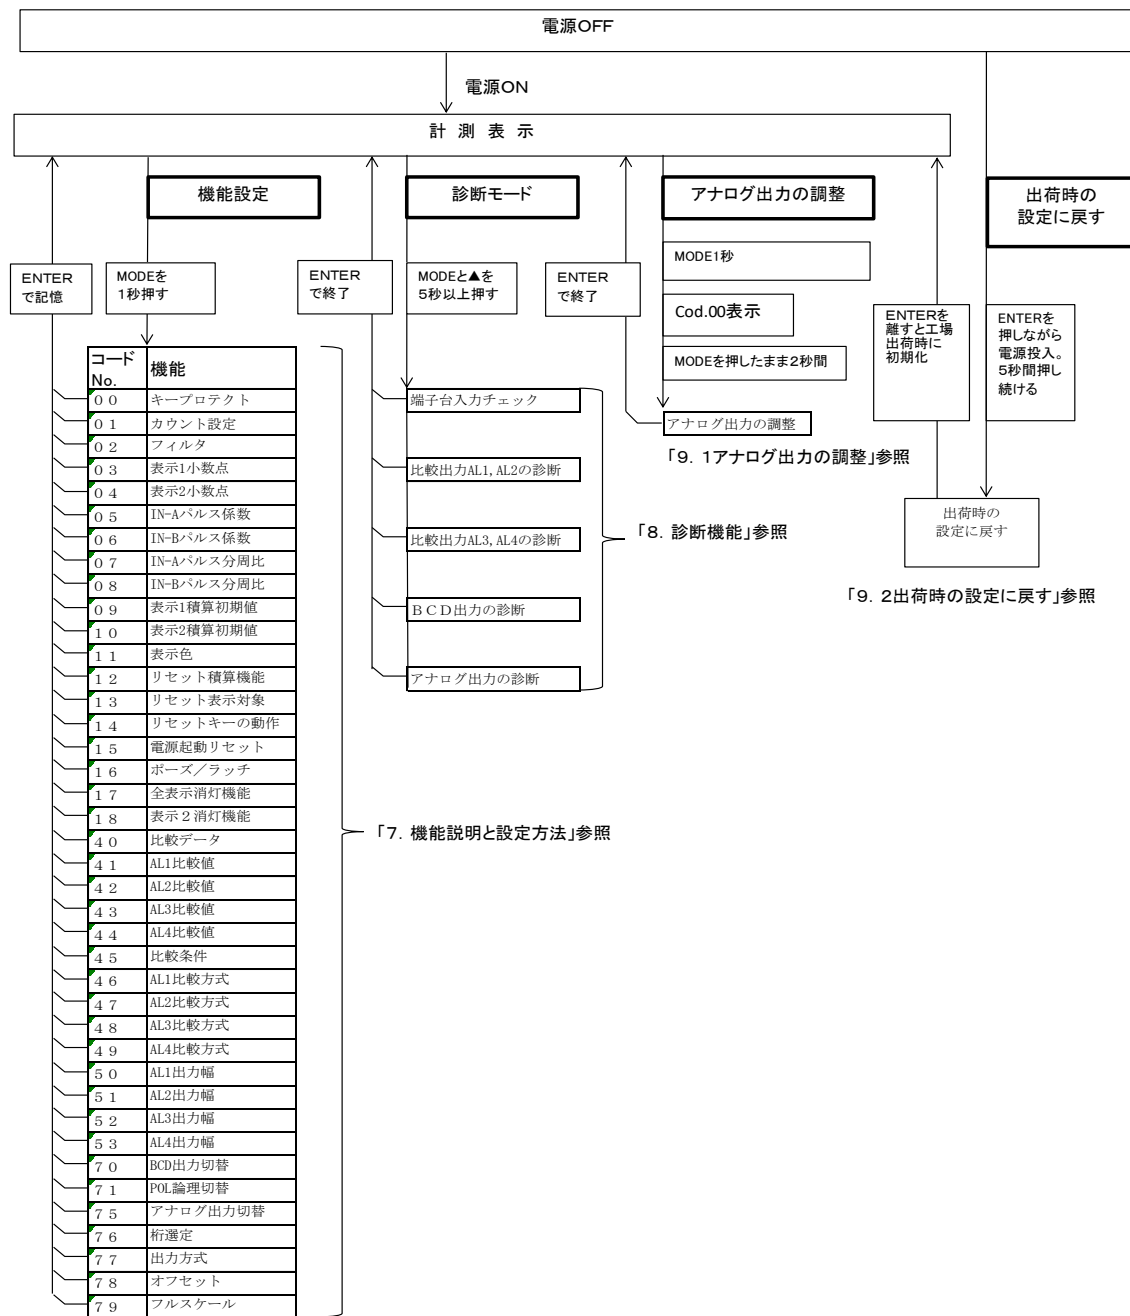 電源OFF
電源ON
計 測 表 示
機能設定
診断モード
アナログ出力の調整
出荷時の
設定に戻す
ENTER
で記憶
MODEを
1秒押す
ENTER
で終了
MODEと▲を
5秒以上押す
ENTER
で終了
MODE1秒
Cod.00表示
MODEを押したまま2秒間
アナログ出力の調整
「9. 1アナログ出力の調整」参照
ENTERを
離すと工場
出荷時に
初期化
ENTERを
押しながら
電源投入。
5秒間押し
続ける
出荷時の
設定に戻す
「9. 2出荷時の設定に戻す」参照
端子台入力チェック
比較出力AL1, AL2の診断
比較出力AL3, AL4の診断
BCD出力の診断
アナログ出力の診断
「8. 診断機能」参照
コード
No.
機能
00 キープロテクト
01 カウント設定
02 フィルタ
03 表示1小数点
04 表示2小数点
05 IN-Aパルス係数
06 IN-Bパルス係数
07 IN-Aパルス分周比
08 IN-Bパルス分周比
09 表示1積算初期値
10 表示2積算初期値
11 表示色
12 リセット積算機能
13 リセット表示対象
14 リセットキーの動作
15 電源起動リセット
16 ポーズ／ラッチ
17 全表示消灯機能
18 表示２消灯機能
40 比較データ
41 AL1比較値
42 AL2比較値
43 AL3比較値
44 AL4比較値
45 比較条件
46 AL1比較方式
47 AL2比較方式
48 AL3比較方式
49 AL4比較方式
50 AL1出力幅
51 AL2出力幅
52 AL3出力幅
53 AL4出力幅
70 BCD出力切替
71 POL論理切替
75 アナログ出力切替
76 桁選定
77 出力方式
78 オフセット
79 フルスケール
「7. 機能説明と設定方法」参照